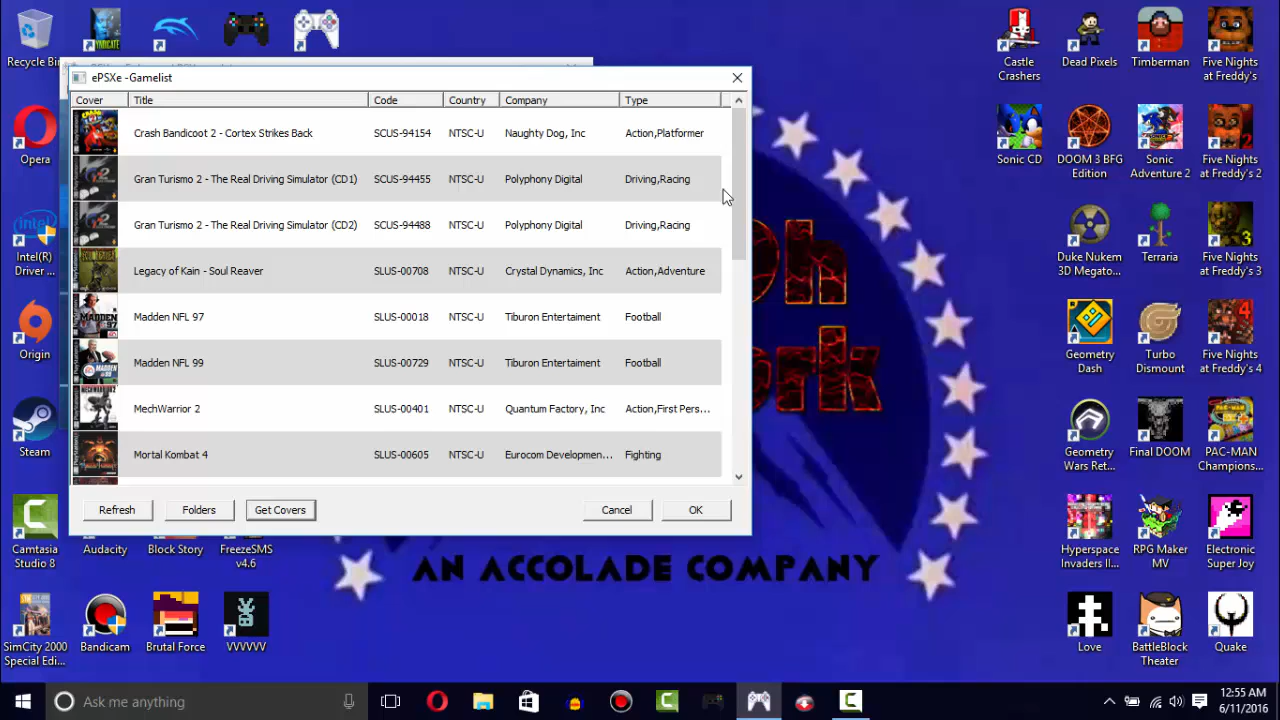 Recycle Bin
Castle
Crashers
Dead Pixels
Timberman
Five Nights
at Freddy's
ePSXe -Gamelist
Cover Title Code Country Company Type
Crash Bandicoot 2 - Cortex Strikes Back SCUS-94154 NTSC-U Naughty Dog, Inc Action,Platformer
Gran Turismo 2 - The Real Driving Simulator (CD1) SCUS-94455 NTSC-U Polyphony Digital Driving,Racing
Gran Turismo 2 - The Real Driving Simulator (CD2) SCUS-94488 NTSC-U Polyphony Digital Driving,Racing
Legacy of Kain - Soul Reaver SLUS-00708 NTSC-U Crystal Dynamics, Inc Action,Adventure
Madden NFL 97 SLUS-00018 NTSC-U Tiburon Entertaiment Football
Madden NFL 99 SLUS-00729 NTSC-U Tiburon Entertaiment Football
MechWarrior 2 SLUS-00401 NTSC-U Quantum Factory, Inc Action,First Pers...
Mortal Kombat 4 SLUS-00605 NTSC-U Eurocom Developmen... Fighting
Refresh Folders Get Covers Cancel OK
Opera
Intel(R)
Driver ...
Origin
Steam
Camtasia
Studio 8
Audacity
Block Story
FreezeSMS
v4.6
SimCity 2000
Special Edi...
Bandicam
Brutal Force
VVVVVV
AN ACCOLADE COMPANY
Sonic CD
DOOM 3 BFG
Edition
Sonic
Adventure 2
Five Nights
at Freddy's 2
Duke Nukem
3D Megato...
Terraria
Five Nights
at Freddy's 3
Geometry
Dash
Turbo
Dismount
Five Nights
at Freddy's 4
Geometry
Wars Ret...
Final DOOM
PAC-MAN
Champions...
Hyperspace
Invaders II...
RPG Maker
MV
Electronic
Super Joy
Love
BattleBlock
Theater
Quake
Ask me anything
12:55 AM
6/11/2016